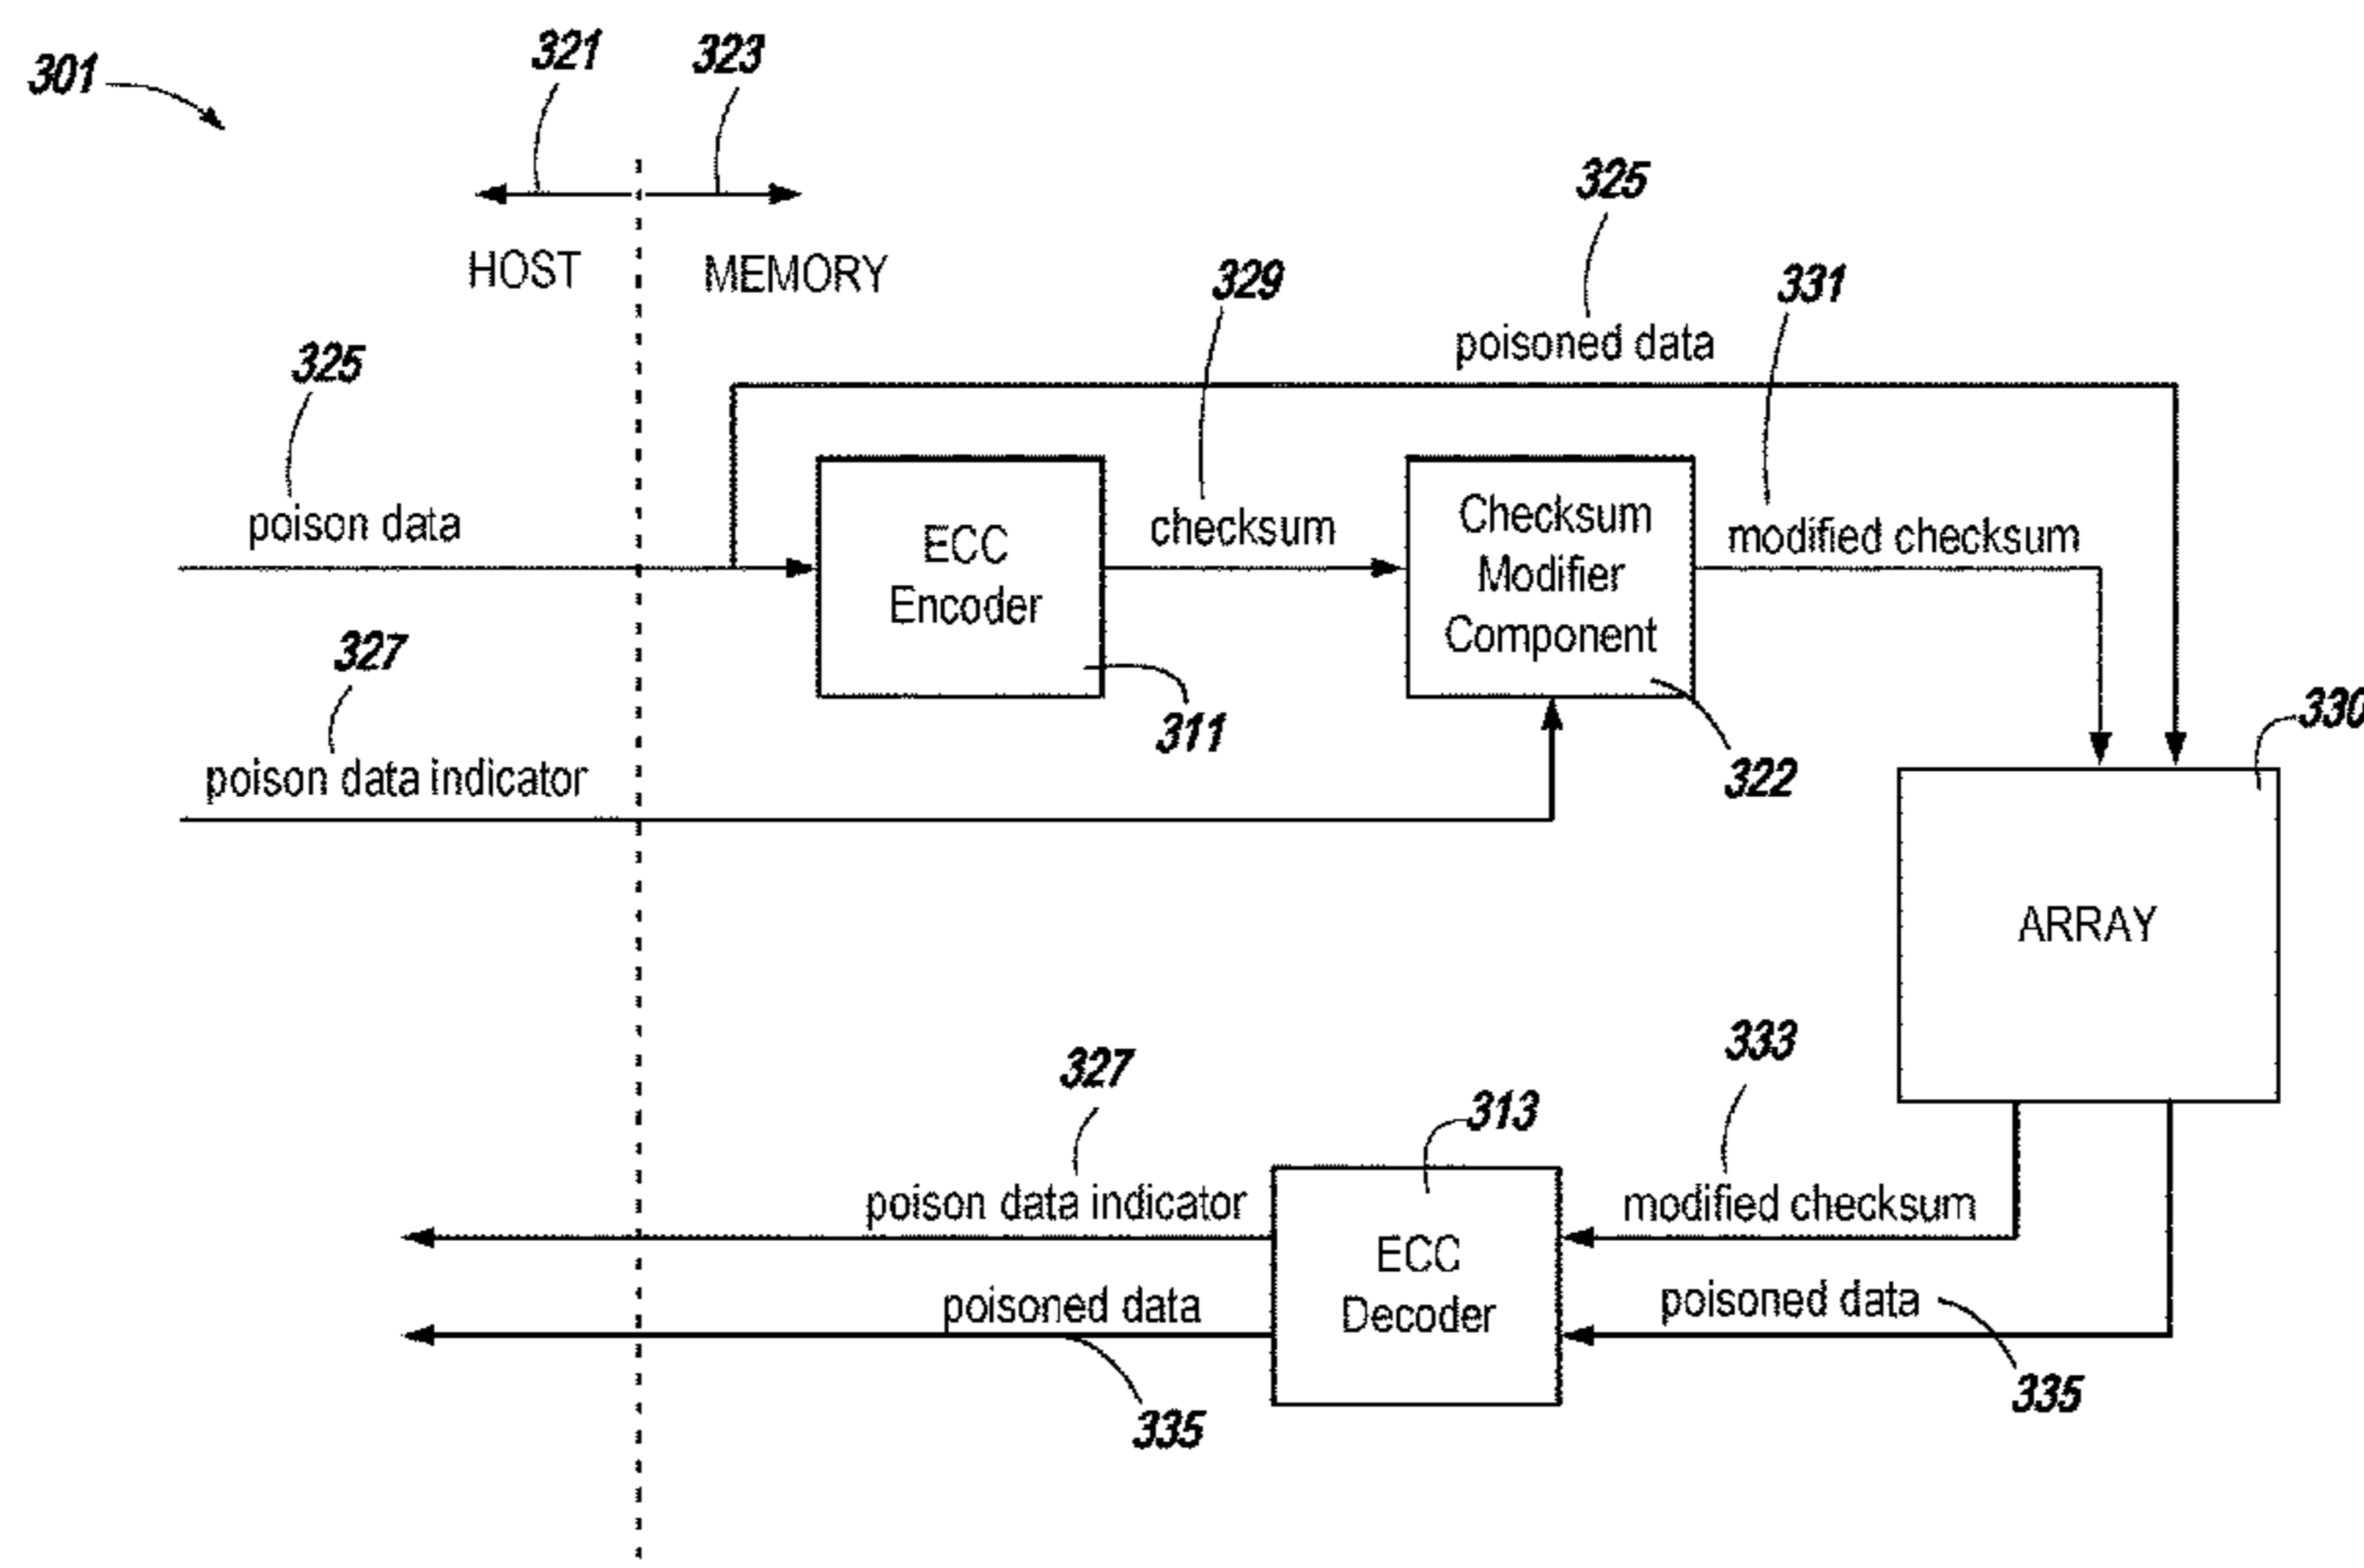 301
321
323
HOST
MEMORY
325
poisoned data
329
331
325
poison data
ECC
Encoder
311
checksum
Checksum
Modifier
Component
322
modified checksum
327
poison data indicator
330
ARRAY
327
poison data indicator
313
ECC
Decoder
333
modified checksum
poisoned data
335
poisoned data
335